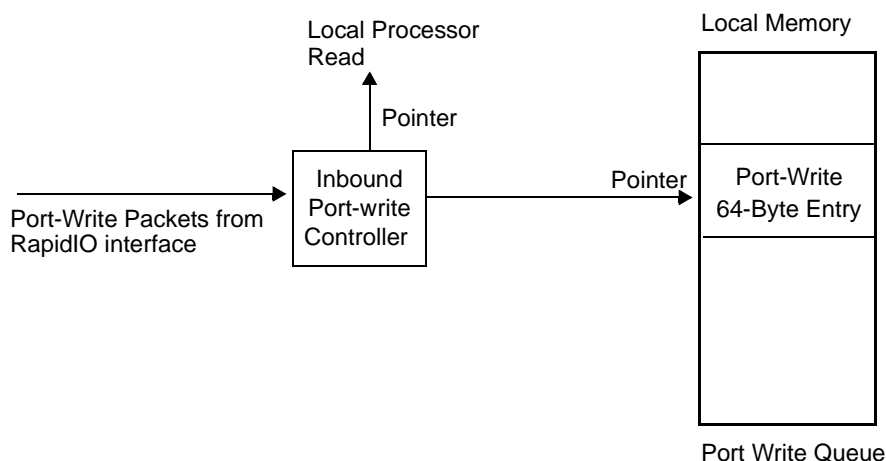 Local Memory
Local Processor
Read
Pointer
Inbound
Port-write
Controller
Pointer
Port-Write
64-Byte Entry
Port-Write Packets from
RapidIO interface
Port Write Queue